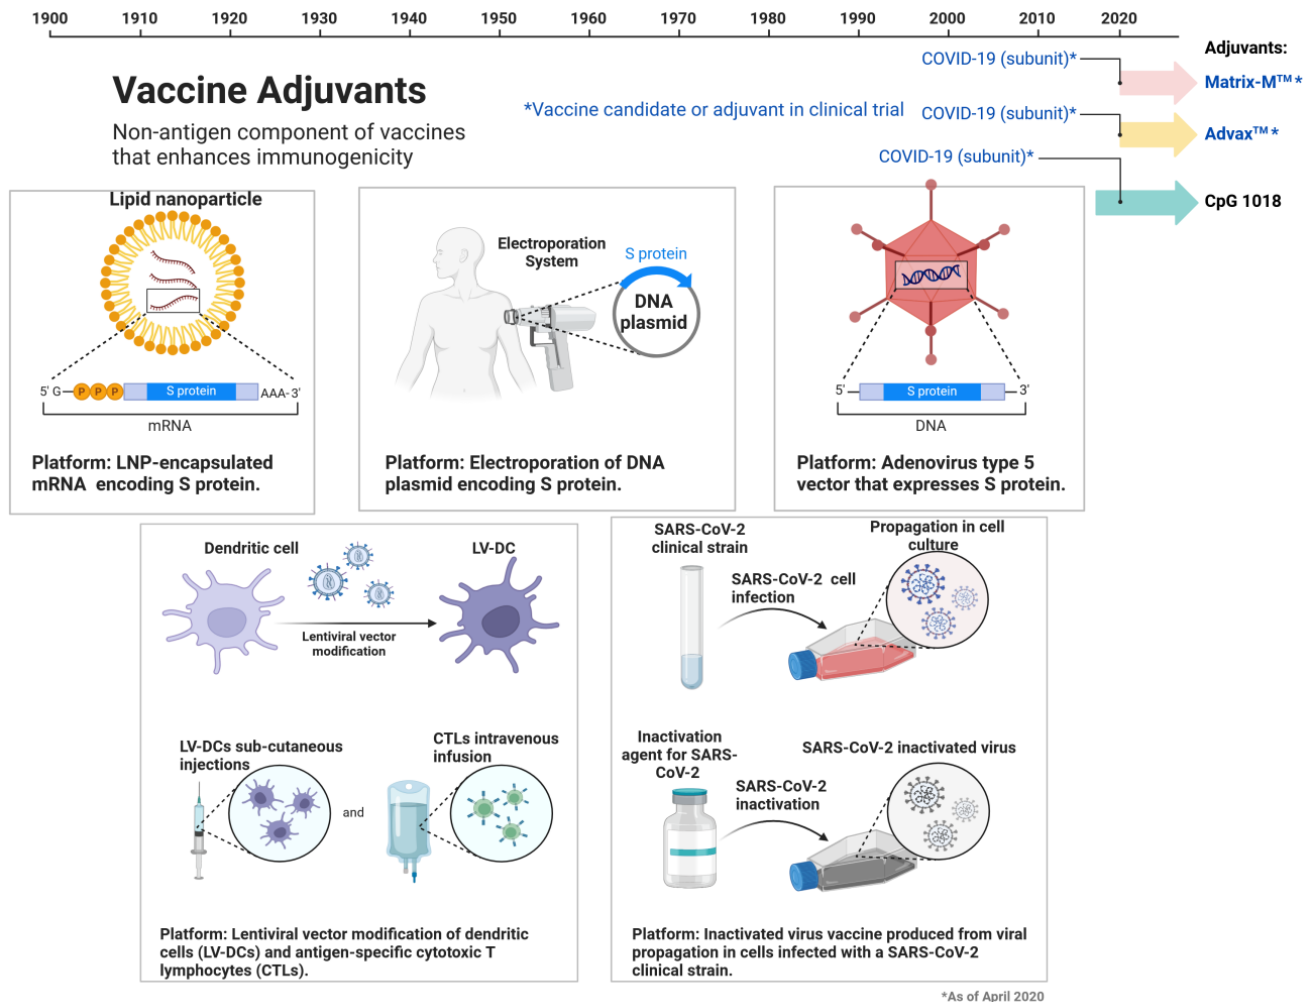 1900 1910 1920 1930 1940 1950 1960 1970 1980 1990 2000 2010 2020
Adjuvants:
COVID-19 (subunit)*
Matrix-M™*
Vaccine Adjuvants
*Vaccine candidate or adjuvant in clinical trial
COVID-19 (subunit)*
Advax™*
Non-antigen component of vaccines
that enhances immunogenicity
COVID-19 (subunit)*
CpG 1018
Lipid nanoparticle
5' G P P P S protein AAA-3'
mRNA
Platform: LNP-encapsulated
mRNA encoding S protein.
Electroporation
System
S protein
DNA
plasmid
Platform: Electroporation of DNA
plasmid encoding S protein.
5' S protein 3'
DNA
Platform: Adenovirus type 5
vector that expresses S protein.
Dendritic cell
LV-DC
Lentiviral vector
modification
LV-DCs sub-cutaneous
injections
and
CTLs intravenous
infusion
Platform: Lentiviral vector modification of dendritic
cells (LV-DCs) and antigen-specific cytotoxic T
lymphocytes (CTLs).
SARS-CoV-2
clinical strain
SARS-CoV-2 cell
infection
Propagation in cell
culture
Inactivation
agent for SARS-
CoV-2
SARS-CoV-2
inactivation
SARS-CoV-2 inactivated virus
Platform: Inactivated virus vaccine produced from viral
propagation in cells infected with a SARS-CoV-2
clinical strain.
*As of April 2020